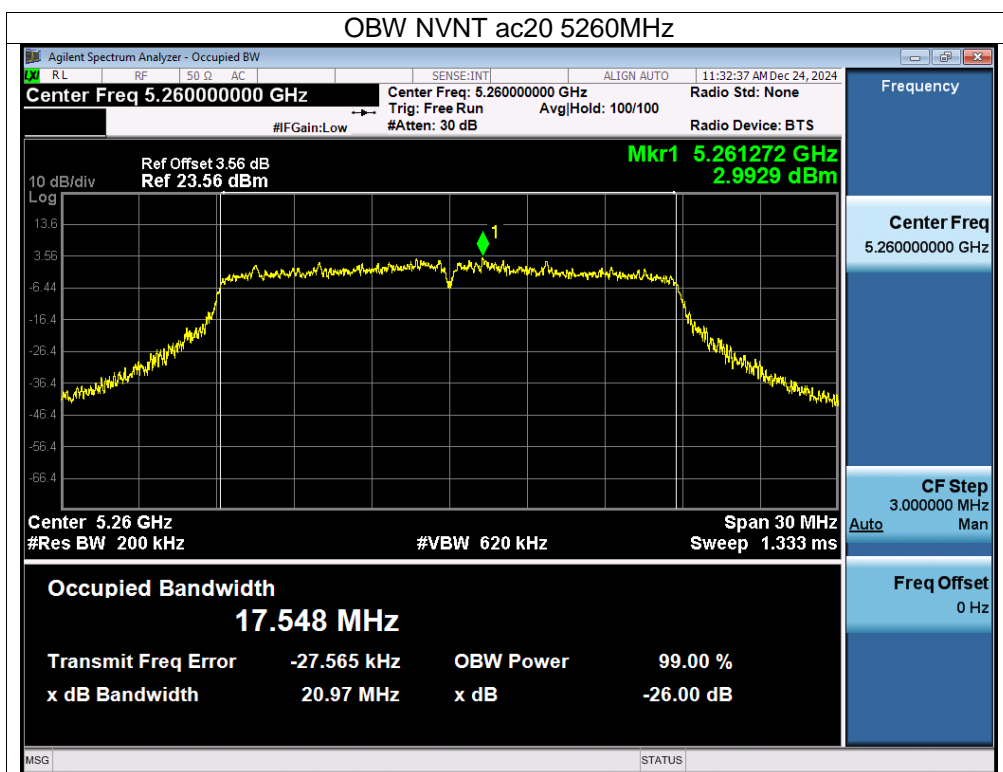 OBW NVNT ac20 5260MHz
Agilent Spectrum Analyzer - Occupied BW
LXI RL RF 50 Ω AC SENSE:INT ALIGN AUTO 11:32:37 AM Dec 24, 2024
Center Freq 5.260000000 GHz Center Freq: 5.260000000 GHz Radio Std: None
Trig: Free Run Avg|Hold: 100/100
#IFGain:Low #Atten: 30 dB Radio Device: BTS
Ref Offset 3.56 dB Mkr1 5.261272 GHz
10 dB/div Ref 23.56 dBm 2.9929 dBm
Log
13.6
1
3.56
-6.44
-16.4
-26.4
-36.4
-46.4
-56.4
-66.4
Center 5.26 GHz Span 30 MHz
#Res BW 200 kHz #VBW 620 kHz Sweep 1.333 ms
Occupied Bandwidth
17.548 MHz
Transmit Freq Error -27.565 kHz OBW Power 99.00 %
x dB Bandwidth 20.97 MHz x dB -26.00 dB
MSG STATUS
Frequency
Center Freq
5.260000000 GHz
CF Step
3.000000 MHz
Auto Man
Freq Offset
0 Hz